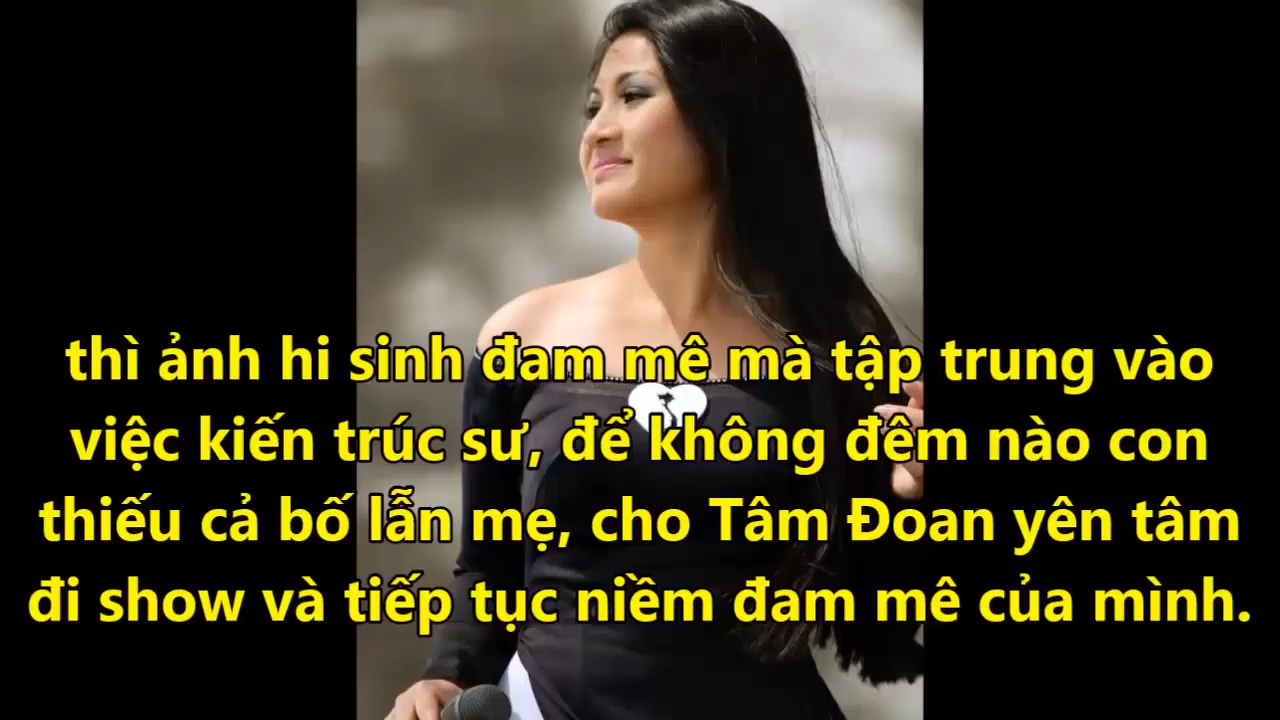 thì ảnh hi sinh đam mê mà tập trung vào
việc kiến trúc sư, để không đêm nào con
thiếu cả bố lẫn mẹ, cho Tâm Đoan yên tâm
đi show và tiếp tục niềm đam mê của mình.